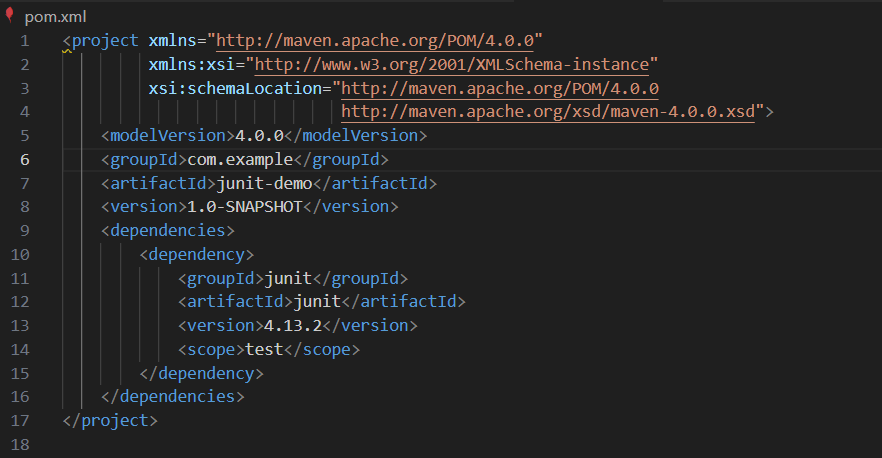 pom.xml
1 <project xmlns="http://maven.apache.org/POM/4.0.0"
2 xmlns:xsi="http://www.w3.org/2001/XMLSchema-instance"
3 xsi:schemaLocation="http://maven.apache.org/POM/4.0.0
4 http://maven.apache.org/xsd/maven-4.0.0.xsd">
5 <modelVersion>4.0.0</modelVersion>
6 <groupId>com.example</groupId>
7 <artifactId>junit-demo</artifactId>
8 <version>1.0-SNAPSHOT</version>
9 <dependencies>
10 <dependency>
11 <groupId>junit</groupId>
12 <artifactId>junit</artifactId>
13 <version>4.13.2</version>
14 <scope>test</scope>
15 </dependency>
16 </dependencies>
17 </project>
18